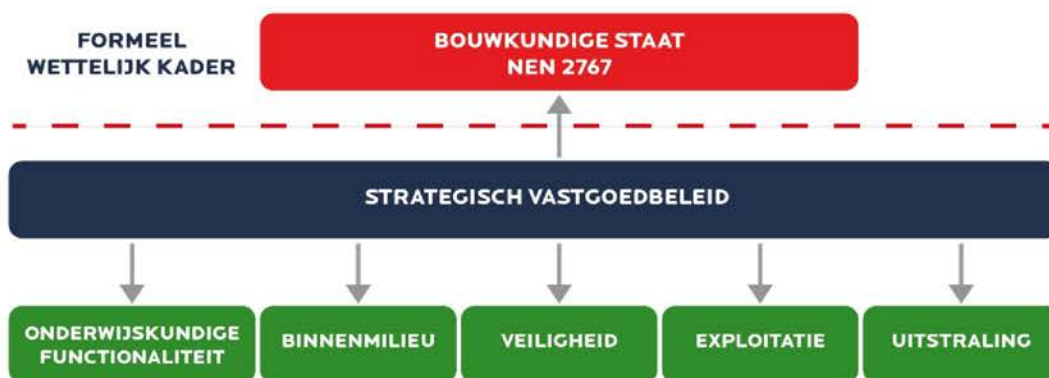 FORMEEL
WETTELIJK KADER
BOUWKUNDIGE STAAT
NEN 2767
STRATEGISCH VASTGOEDBELEID
ONDERWIJSKUNDIGE
FUNCTIONALITEIT
BINNENMILIEU
VEILIGHEID
EXPLOITATIE
UITSTRALING